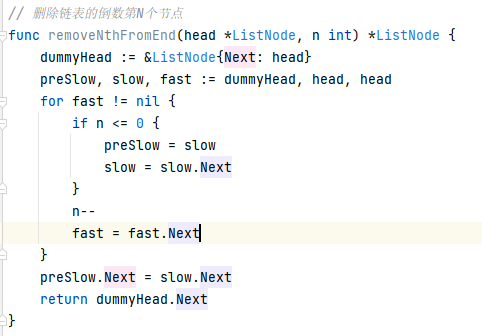 // 删除链表的倒数第N个节点
func removeNthFromEnd(head *ListNode, n int) *ListNode {
    dummyHead := &ListNode{Next: head}
    preSlow, slow, fast := dummyHead, head, head
    for fast != nil {
        if n <= 0 {
            preSlow = slow
            slow = slow.Next
        }
        n--
        fast = fast.Next
    }
    preSlow.Next = slow.Next
    return dummyHead.Next
}